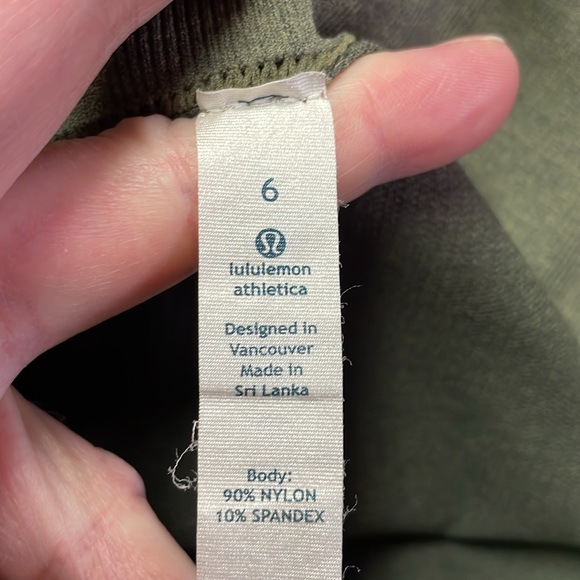 6
lululemon
athletica
Designed in
Vancouver
Made in
Sri Lanka
Body:
90% NYLON
10% SPANDEX